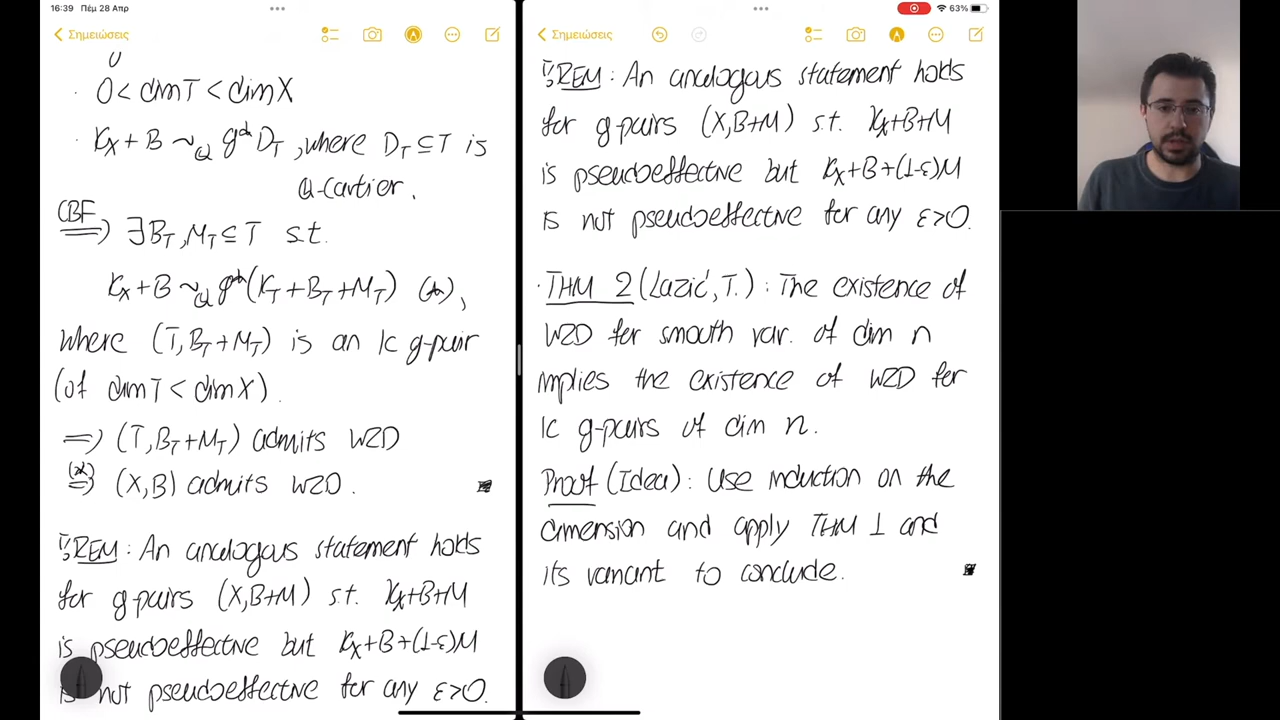 16:39 Πέμ 28 Απρ
Σημειώσεις
0 < dim T < dim X
K_X + B ~_Q g^* D_T, where D_T ⊆ T is
Q-Cartier.
CBF
⇒ ∃ B_T, M_T ⊆ T s.t.
K_X + B ~_Q g^*(K_T + B_T + M_T) (*),
where (T, B_T + M_T) is an lc g-pair
(of dim T < dim X).
⇒ (T, B_T + M_T) admits WZD
(*) ⇒ (X, B) admits WZD.
REM: An analogous statement holds
for g-pairs (X, B+M) s.t. K_X+B+M
is pseudoeffective but K_X+B+(1-ε)M
is not pseudoeffective for any ε>0.
63%
Σημειώσεις
REM: An analogous statement holds
for g-pairs (X, B+M) s.t. K_X+B+M
is pseudoeffective but K_X+B+(1-ε)M
is not pseudoeffective for any ε>0.
· THM 2 (Lazić, T.): The existence of
WZD for smooth var. of dim n
implies the existence of WZD for
lc g-pairs of dim n.
Proof (Idea): Use induction on the
dimension and apply THM 1 and
its variant to conclude.